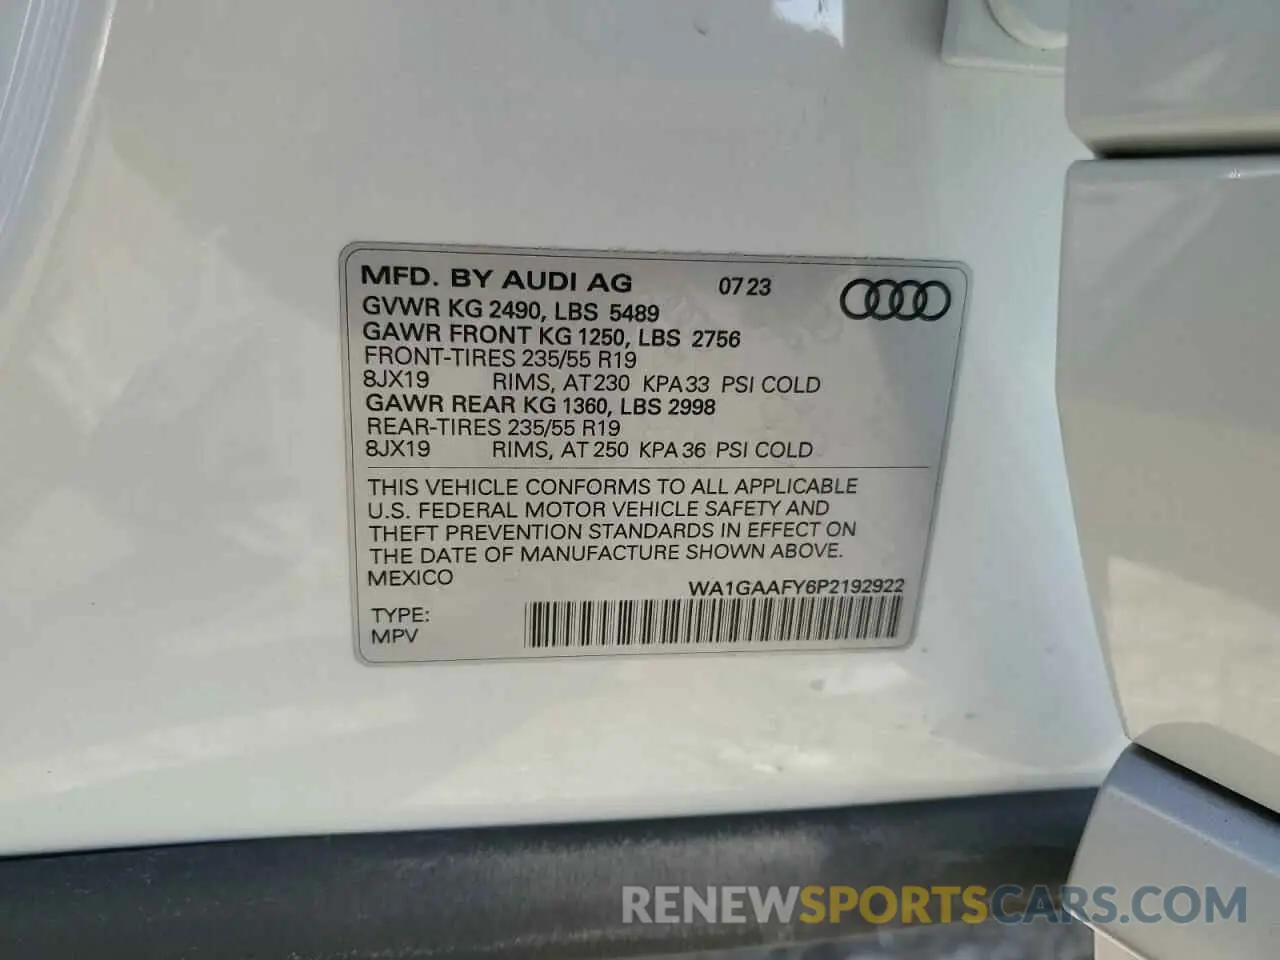 MFD. BY AUDI AG 07 23
GVWR KG 2490, LBS 5489
GAWR FRONT KG 1250, LBS 2756
FRONT-TIRES 235/55 R19
8JX19 RIMS, AT 230 KPA 33 PSI COLD
GAWR REAR KG 1360, LBS 2998
REAR-TIRES 235/55 R19
8JX19 RIMS, AT 250 KPA 36 PSI COLD
THIS VEHICLE CONFORMS TO ALL APPLICABLE
U.S. FEDERAL MOTOR VEHICLE SAFETY AND
THEFT PREVENTION STANDARDS IN EFFECT ON
THE DATE OF MANUFACTURE SHOWN ABOVE.
MEXICO
WA1GAAFY6P2192922
TYPE:
MPV
RENEWSPORTSCARS.COM